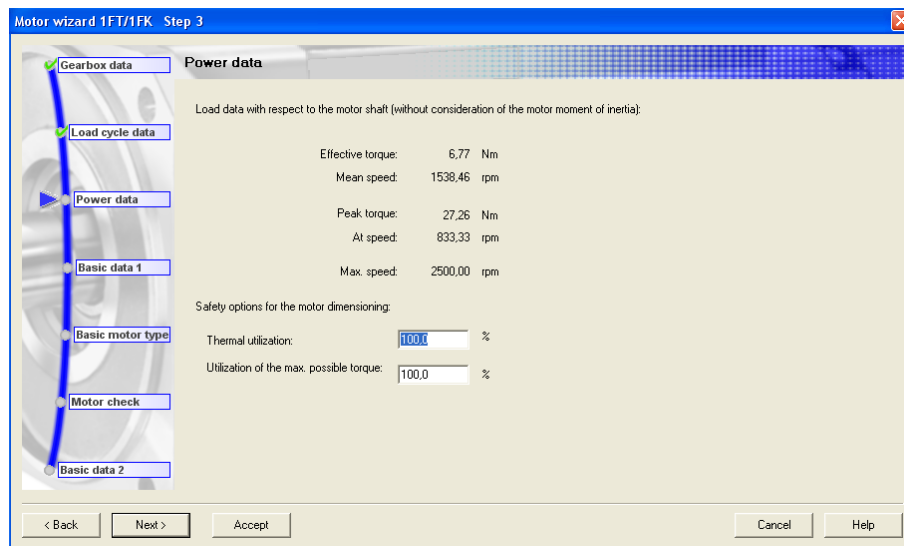 Motor wizard 1FT/1FK Step 3
Gearbox data
Load cycle data
Power data
Basic data 1
Basic motor type
Motor check
Basic data 2
Power data
Load data with respect to the motor shaft (without consideration of the motor moment of inertia):
Effective torque: 6,77 Nm
Mean speed: 1538,46 rpm
Peak torque: 27,26 Nm
At speed: 833,33 rpm
Max. speed: 2500,00 rpm
Safety options for the motor dimensioning:
Thermal utilization: 100,0 %
Utilization of the max. possible torque: 100,0 %
< Back Next > Accept Cancel Help